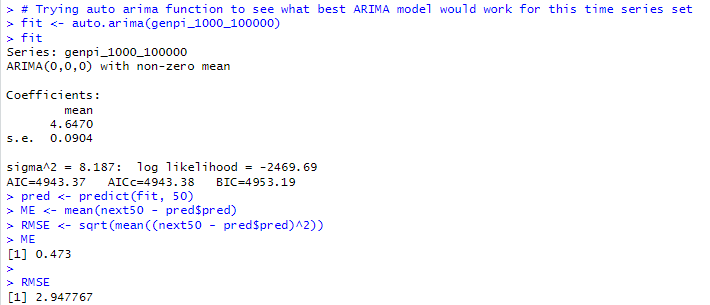 > # Trying auto arima function to see what best ARIMA model would work for this time series set
> fit <- auto.arima(genpi_1000_100000)
> fit
Series: genpi_1000_100000
ARIMA(0,0,0) with non-zero mean
Coefficients:
mean
4.6470
s.e. 0.0904
sigma^2 = 8.187: log likelihood = -2469.69
AIC=4943.37 AICc=4943.38 BIC=4953.19
> pred <- predict(fit, 50)
> ME <- mean(next50 - pred$pred)
> RMSE <- sqrt(mean((next50 - pred$pred)^2))
> ME
[1] 0.473
>
> RMSE
[1] 2.947767